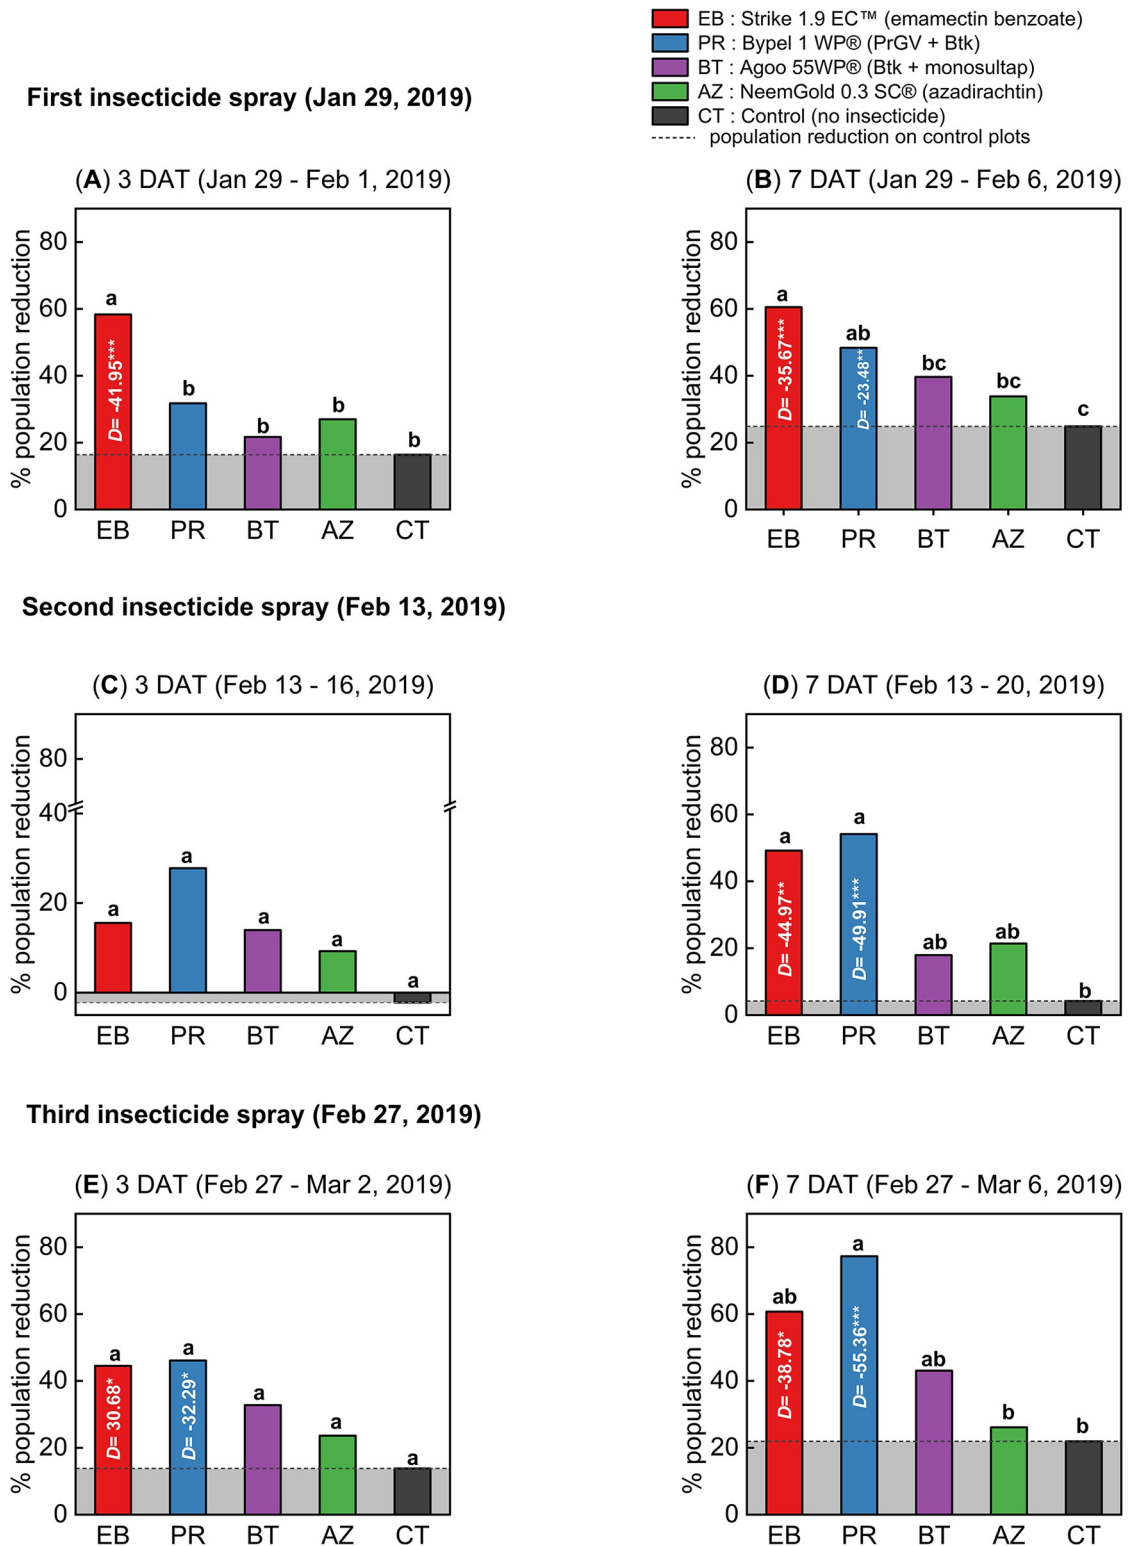 EB : Strike 1.9 EC™ (emamectin benzoate)
PR : Bypel 1 WP® (PrGV + Btk)
BT : Agoo 55WP® (Btk + monosultap)
AZ : NeemGold 0.3 SC® (azadirachtin)
CT : Control (no insecticide)
population reduction on control plots
First insecticide spray (Jan 29, 2019)
(A) 3 DAT (Jan 29 - Feb 1, 2019)
% population reduction
80
60
40
20
0
a
b
b
b
b
D= -41.95***
EB PR BT AZ CT
(B) 7 DAT (Jan 29 - Feb 6, 2019)
% population reduction
80
60
40
20
0
a
ab
bc
bc
c
D= -35.67***
D= -23.48**
EB PR BT AZ CT
Second insecticide spray (Feb 13, 2019)
(C) 3 DAT (Feb 13 - 16, 2019)
% population reduction
80
40
20
0
a
a
a
a
a
EB PR BT AZ CT
(D) 7 DAT (Feb 13 - 20, 2019)
% population reduction
80
60
40
20
0
a
a
ab
ab
b
D= -44.97**
D= -49.91***
EB PR BT AZ CT
Third insecticide spray (Feb 27, 2019)
(E) 3 DAT (Feb 27 - Mar 2, 2019)
% population reduction
80
60
40
20
0
a
a
a
a
a
D= 30.68*
D= -32.29*
EB PR BT AZ CT
(F) 7 DAT (Feb 27 - Mar 6, 2019)
% population reduction
80
60
40
20
0
ab
a
ab
b
b
D= -38.78*
D= -55.36***
EB PR BT AZ CT